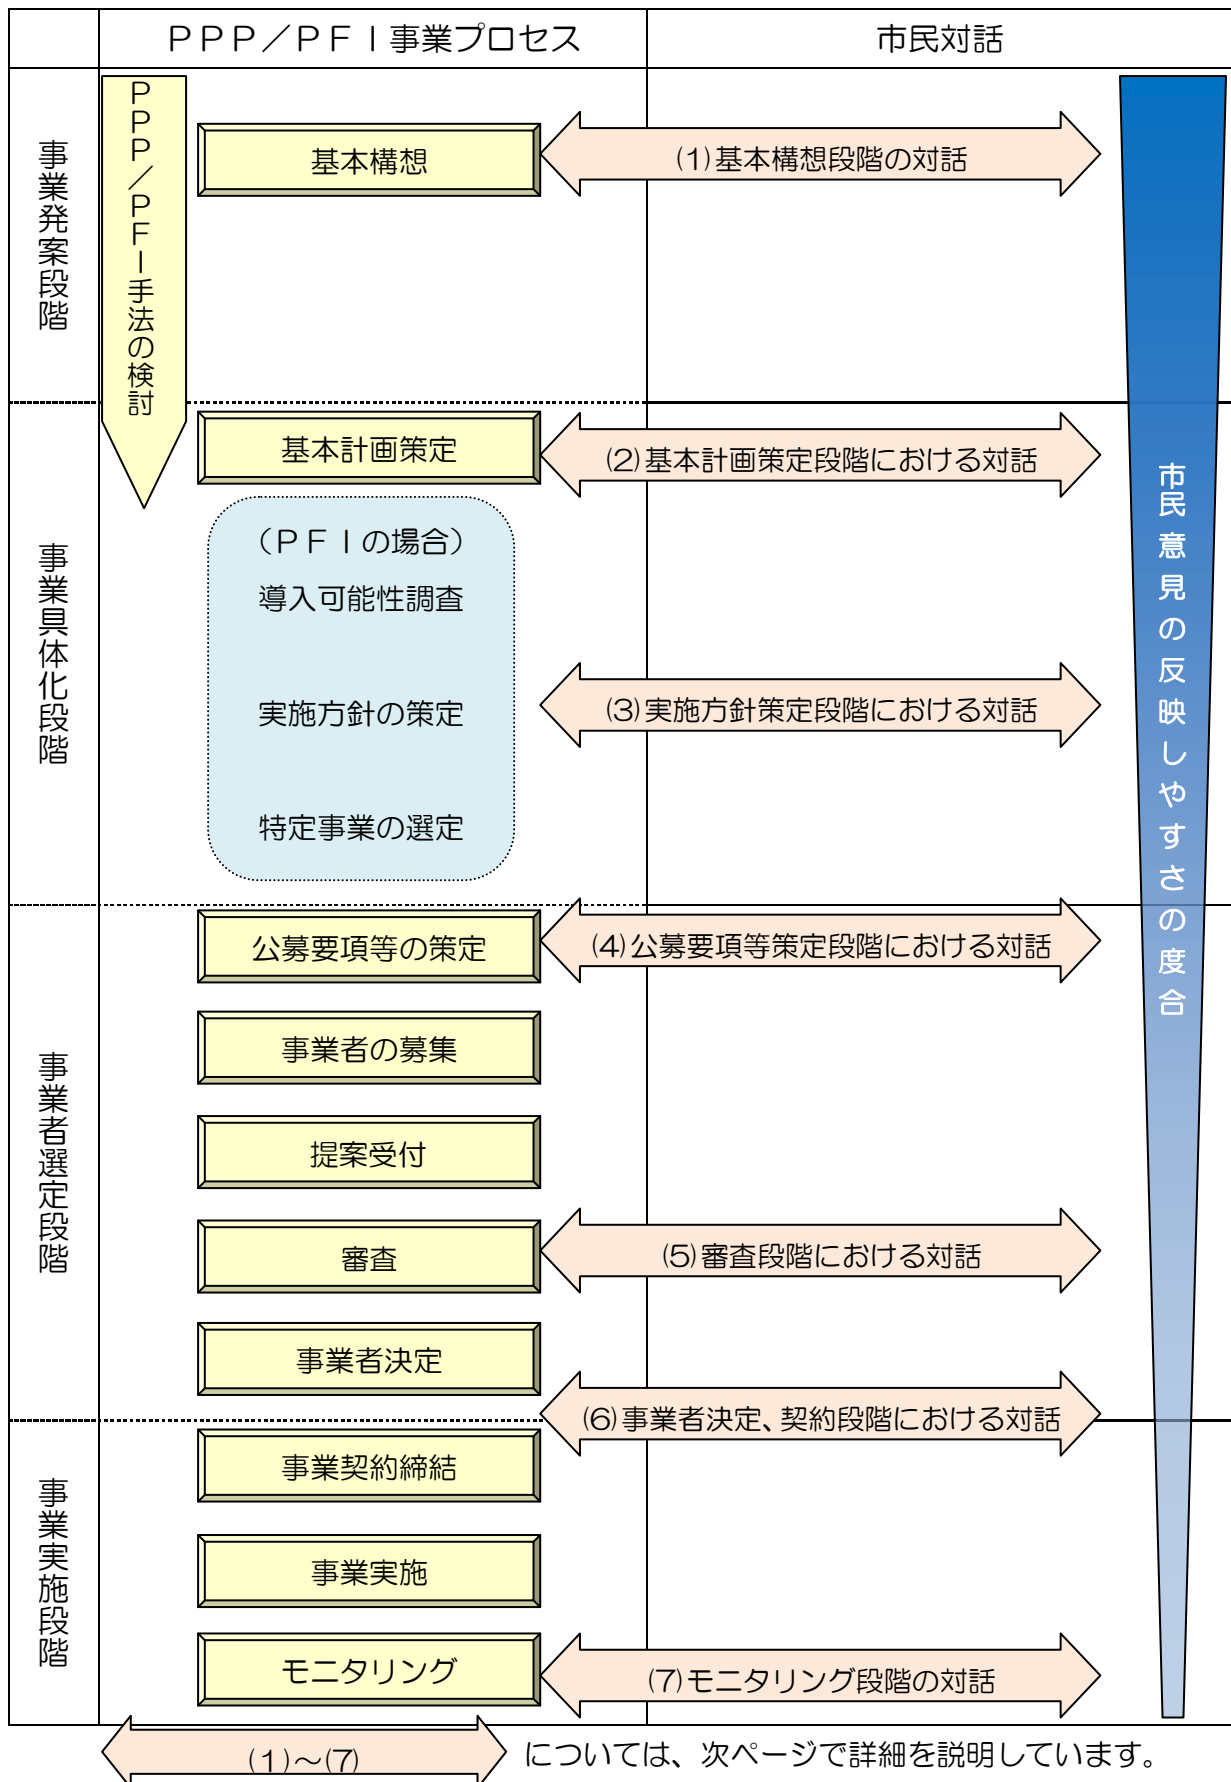 ＰＰＰ／ＰＦＩ事業プロセス
市民対話
事業発案段階
ＰＰＰ／ＰＦＩ手法の検討
基本構想
(1)基本構想段階の対話
市民意見の反映しやすさの度合
事業具体化段階
基本計画策定
(2)基本計画策定段階における対話
（ＰＦＩの場合）
導入可能性調査
実施方針の策定
(3)実施方針策定段階における対話
特定事業の選定
事業者選定段階
公募要項等の策定
(4)公募要項等策定段階における対話
事業者の募集
提案受付
審査
(5)審査段階における対話
事業者決定
(6)事業者決定、契約段階における対話
事業実施段階
事業契約締結
事業実施
モニタリング
(7)モニタリング段階の対話
(1)～(7)
については、次ページで詳細を説明しています。